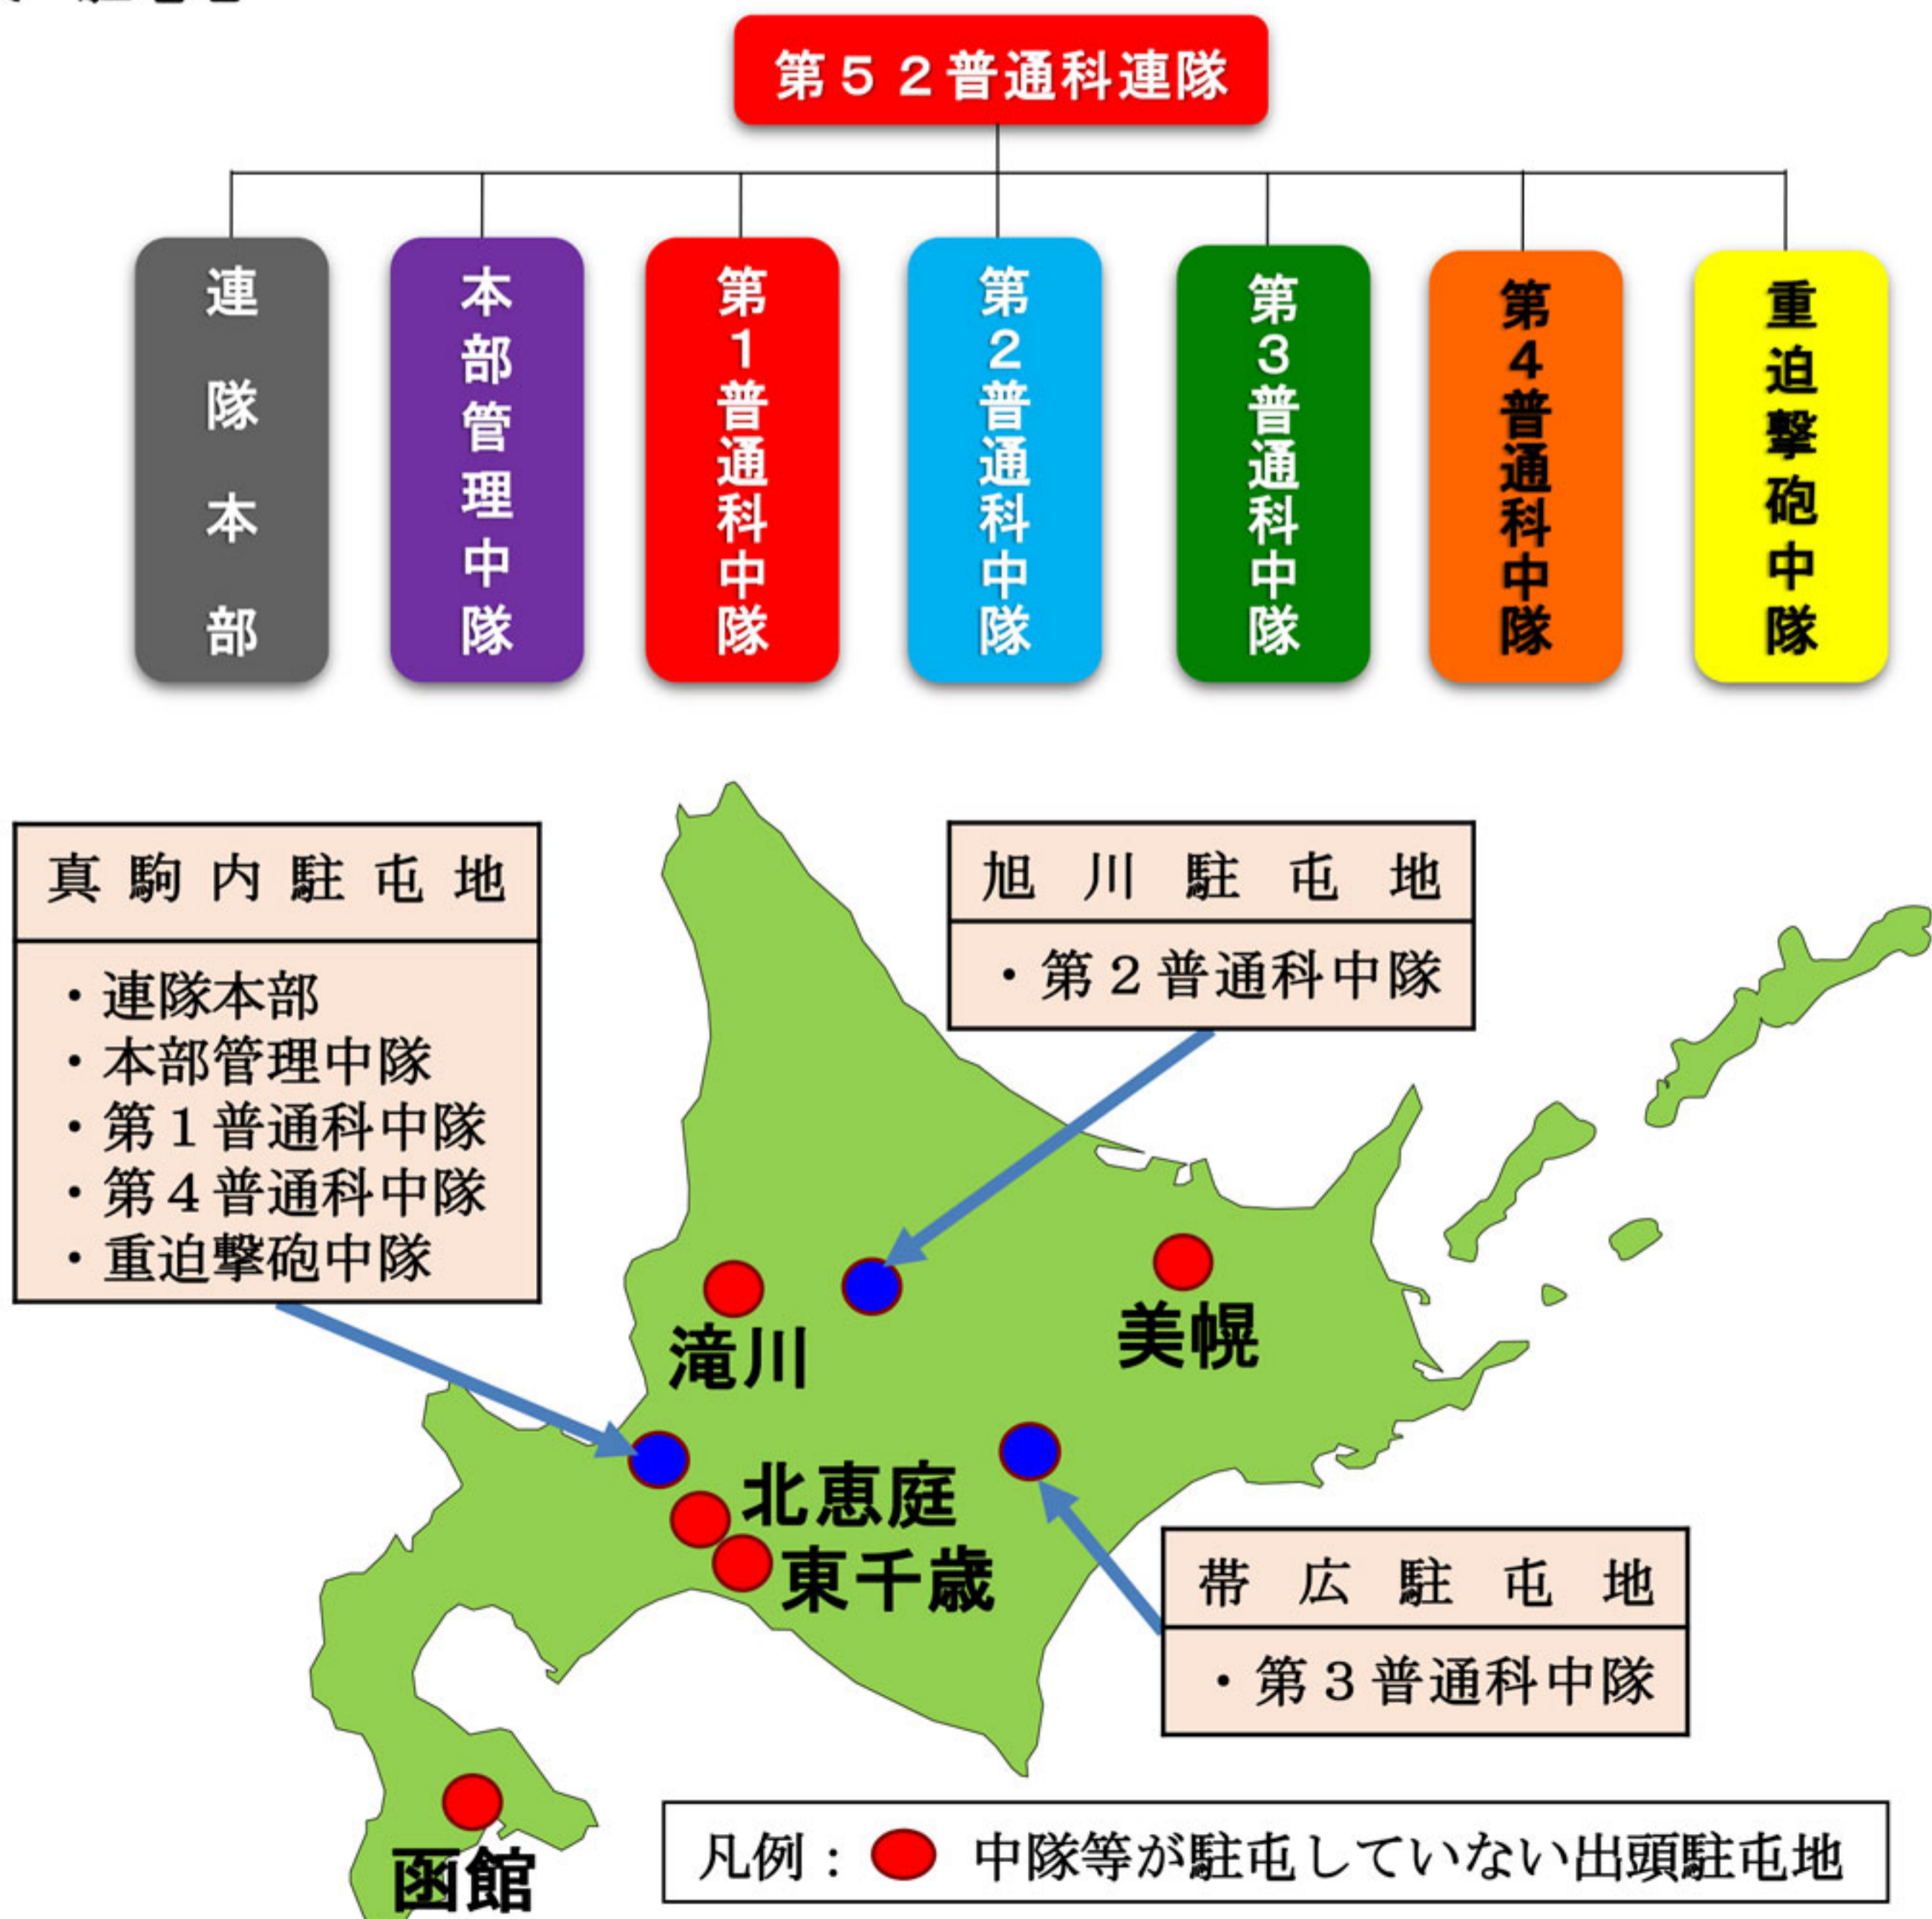 第５２普通科連隊
連隊本部
本部管理中隊
第１普通科中隊
第２普通科中隊
第３普通科中隊
第４普通科中隊
重迫撃砲中隊
真駒内駐屯地
・連隊本部
・本部管理中隊
・第１普通科中隊
・第４普通科中隊
・重迫撃砲中隊
旭川駐屯地
・第２普通科中隊
滝川
美幌
北恵庭
東千歳
帯広駐屯地
・第３普通科中隊
函館
凡例：中隊等が駐屯していない出頭駐屯地